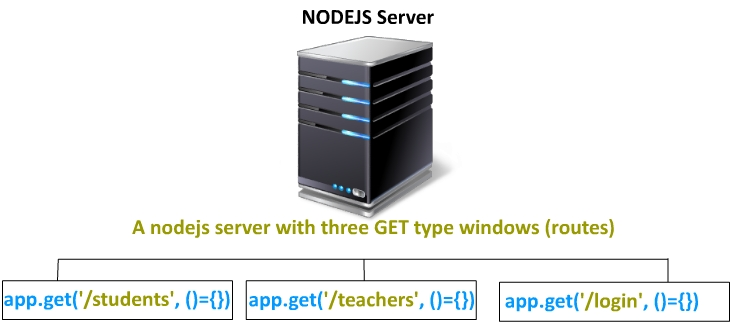 NODEJS Server
A nodejs server with three GET type windows (routes)
app.get('/students', ()={})
app.get('/teachers', ()={})
app.get('/login', ()={})